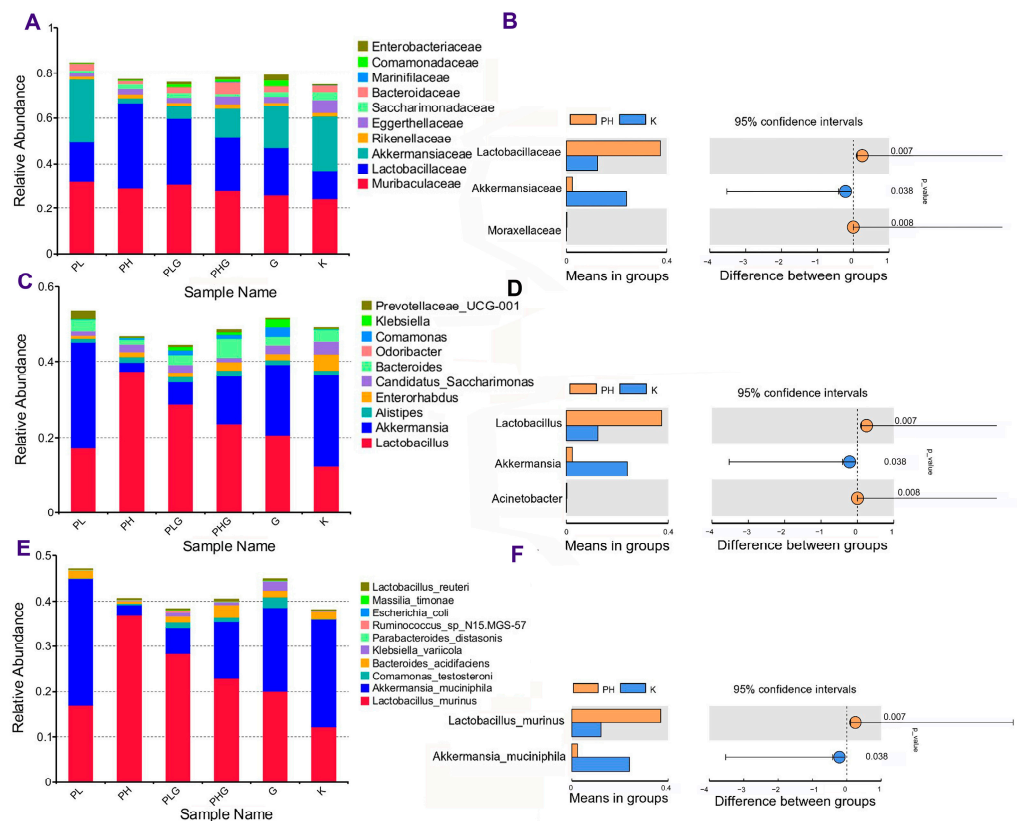 A
Relative Abundance
1
0.8
0.6
0.4
0.2
0
PL
PH
PLG
PHG
G
K
Sample Name
Enterobacteriaceae
Comamonadaceae
Marinifilaceae
Bacteroidaceae
Saccharimonadaceae
Eggerthellaceae
Rikenellaceae
Akkermansiaceae
Lactobacillaceae
Muribaculaceae
B
PH
K
95% confidence intervals
Lactobacillaceae
Akkermansiaceae
Moraxellaceae
0
0.4
Means in groups
0.007
0.038
0.008
p_value
−4
−3
−2
−1
0
1
Difference between groups
C
Relative Abundance
0.6
0.4
0.2
0
PL
PH
PLG
PHG
G
K
Sample Name
Prevotellaceae_UCG-001
Klebsiella
Comamonas
Odoribacter
Bacteroides
Candidatus_Saccharimonas
Enterorhabdus
Alistipes
Akkermansia
Lactobacillus
D
PH
K
95% confidence intervals
Lactobacillus
Akkermansia
Acinetobacter
0
0.4
Means in groups
0.007
0.038
0.008
p_value
−4
−3
−2
−1
0
1
Difference between groups
E
Relative Abundance
0.5
0.4
0.3
0.2
0.1
0
PL
PH
PLG
PHG
G
K
Sample Name
Lactobacillus_reuteri
Massilia_timonae
Escherichia_coli
Ruminococcus_sp_N15.MGS-57
Parabacteroides_distasonis
Klebsiella_variicola
Bacteroides_acidifaciens
Comamonas_testosteroni
Akkermansia_muciniphila
Lactobacillus_murinus
F
PH
K
95% confidence intervals
Lactobacillus_murinus
Akkermansia_muciniphila
0
0.4
Means in groups
0.007
0.038
p_value
−4
−3
−2
−1
0
1
Difference between groups